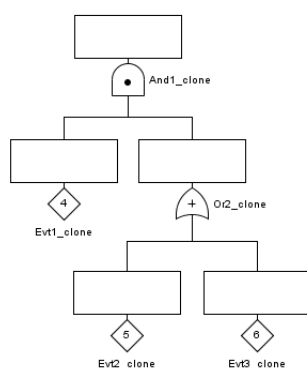 And1_clone
4
Evt1_clone
+
Or2_clone
5
Evt2_clone
6
Evt3_clone